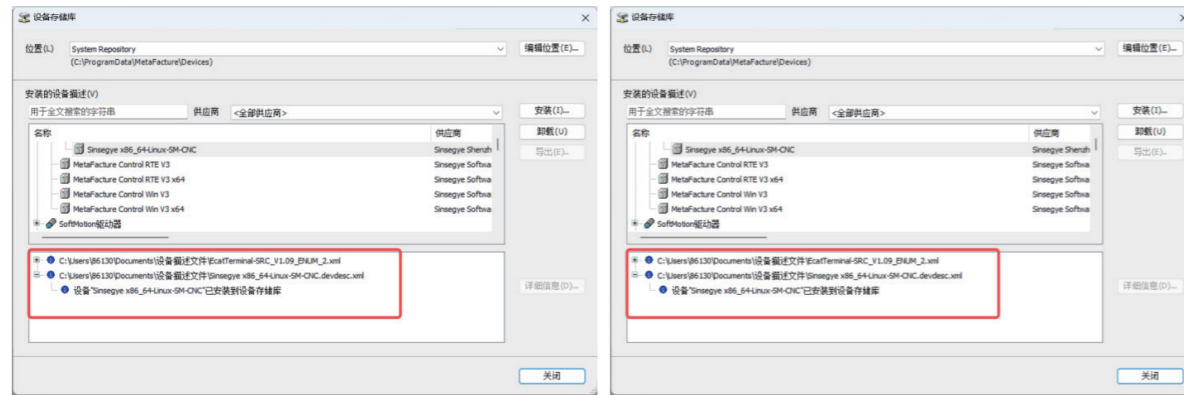 设备存储库
位置(L) System Repository 编辑位置(E)...
(C:\ProgramData\MetaFacture\Devices)
安装的设备描述(V)
用于全文搜索的字符串 供应商 <全部供应商> 安装(I)...
名称 供应商 卸载(U)
Sinsegye x86_64-Linux-SM-CNC Sinsegye Shenzh 导出(E)...
MetaFacture Control RTE V3 Sinsegye Softwa
MetaFacture Control RTE V3 x64 Sinsegye Softwa
MetaFacture Control Win V3 Sinsegye Softwa
MetaFacture Control Win V3 x64 Sinsegye Softwa
SoftMotion驱动器
C:\Users\86130\Documents\设备描述文件\EcatTerminal-SRC_V1.09_ENUM_2.xml
C:\Users\86130\Documents\设备描述文件\Sinsegye x86_64-Linux-SM-CNC.devdesc.xml
设备"Sinsegye x86_64-Linux-SM-CNC"已安装到设备存储库 详细信息(D)...
关闭
设备存储库
位置(L) System Repository 编辑位置(E)...
(C:\ProgramData\MetaFacture\Devices)
安装的设备描述(V)
用于全文搜索的字符串 供应商 <全部供应商> 安装(I)...
名称 供应商 卸载(U)
Sinsegye x86_64-Linux-SM-CNC Sinsegye Shenzh 导出(E)...
MetaFacture Control RTE V3 Sinsegye Softwa
MetaFacture Control RTE V3 x64 Sinsegye Softwa
MetaFacture Control Win V3 Sinsegye Softwa
MetaFacture Control Win V3 x64 Sinsegye Softwa
SoftMotion驱动器
C:\Users\86130\Documents\设备描述文件\EcatTerminal-SRC_V1.09_ENUM_2.xml
C:\Users\86130\Documents\设备描述文件\Sinsegye x86_64-Linux-SM-CNC.devdesc.xml
设备"Sinsegye x86_64-Linux-SM-CNC"已安装到设备存储库 详细信息(D)...
关闭